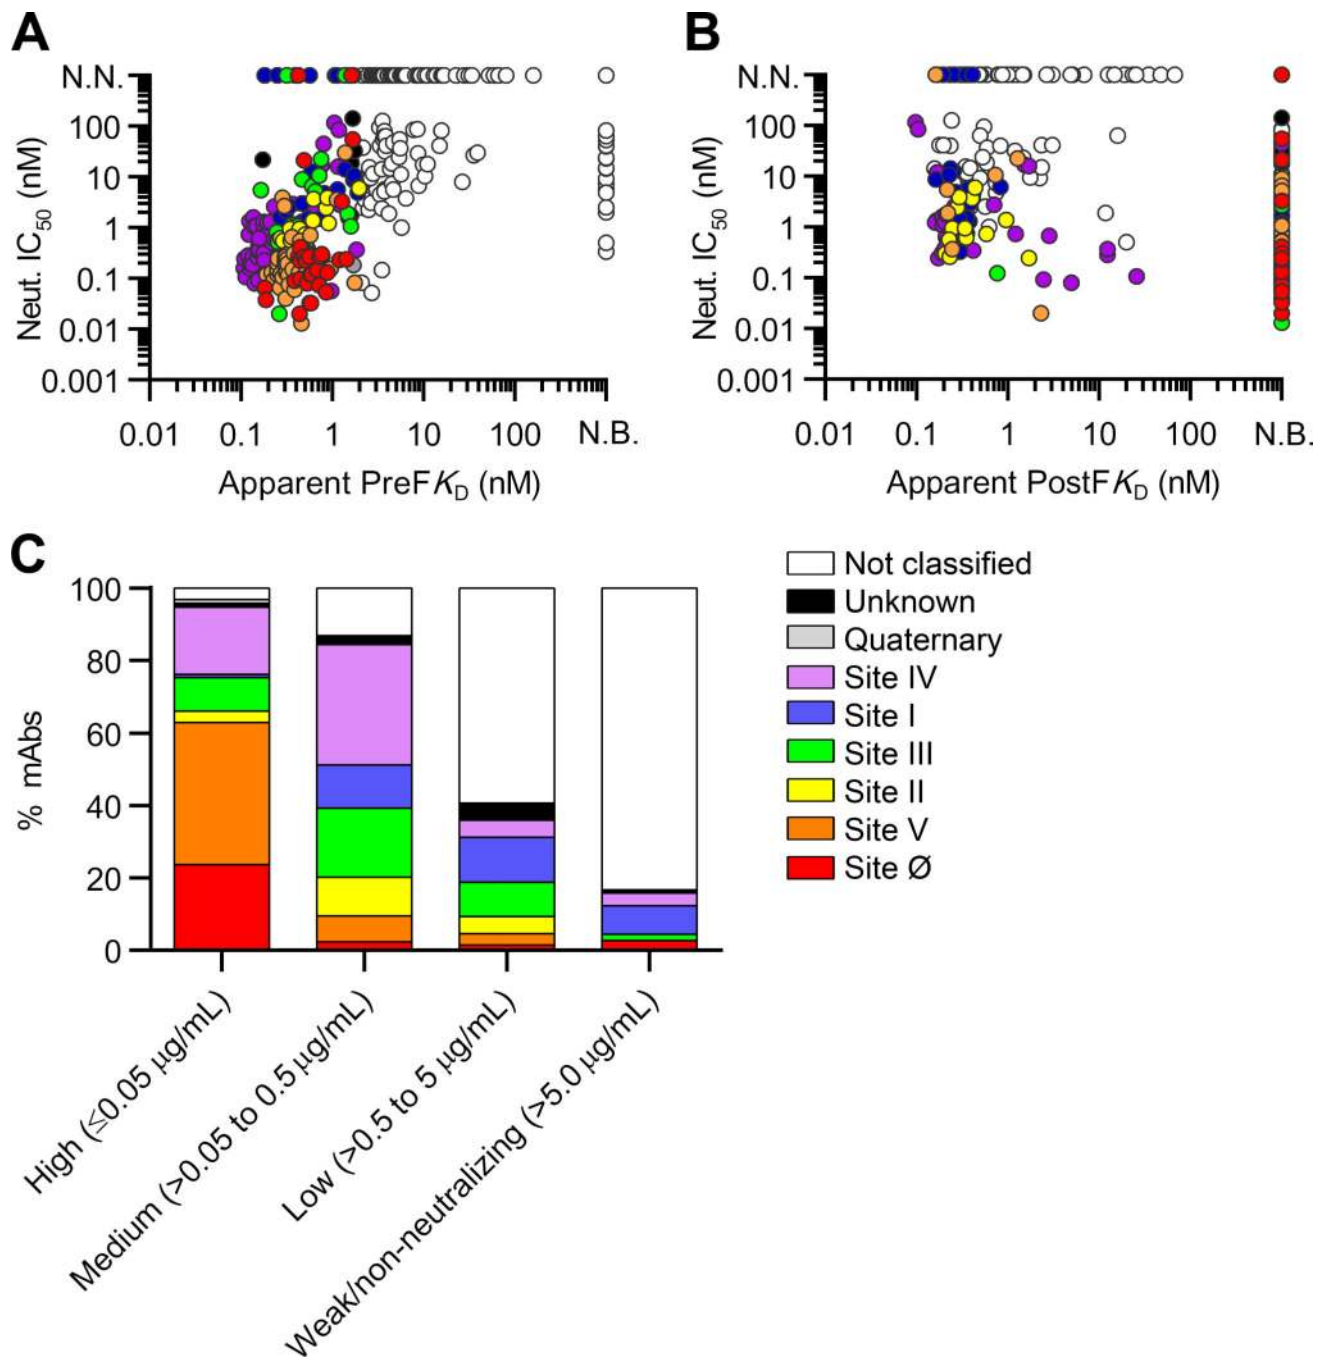 A
N.N.
100
10
1
0.1
0.01
0.001
Neut. IC50 (nM)
0.01 0.1 1 10 100 N.B.
Apparent PreF KD (nM)
B
N.N.
100
10
1
0.1
0.01
0.001
Neut. IC50 (nM)
0.01 0.1 1 10 100 N.B.
Apparent PostF KD (nM)
C
100
80
60
40
20
0
% mAbs
High (≤0.05 µg/mL)
Medium (>0.05 to 0.5 µg/mL)
Low (>0.5 to 5 µg/mL)
Weak/non-neutralizing (>5.0 µg/mL)
Not classified
Unknown
Quaternary
Site IV
Site I
Site III
Site II
Site V
Site Ø